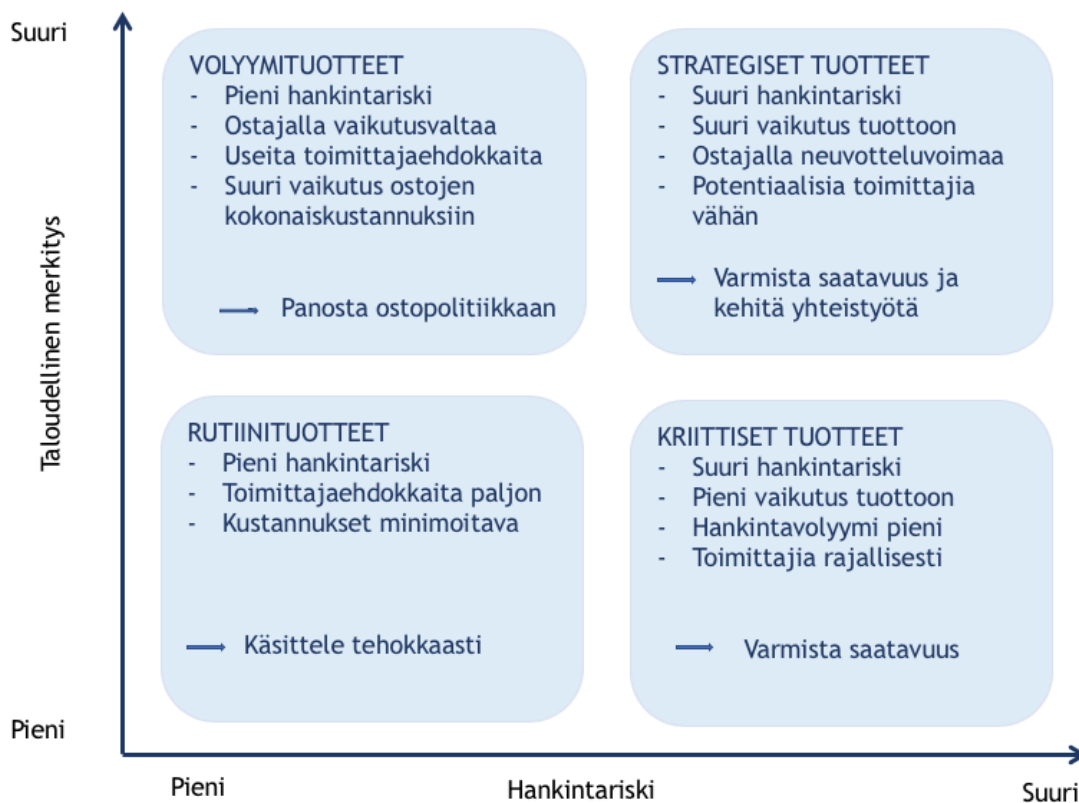 Suuri
VOLYYMITUOTTEET
- Pieni hankintariski
- Ostajalla vaikutusvaltaa
- Useita toimittajaehdokkaita
- Suuri vaikutus ostojen
kokonaiskustannuksiin
Panosta ostopolitiikkaan
STRATEGISET TUOTTEET
- Suuri hankintariski
- Suuri vaikutus tuottoon
- Ostajalla neuvotteluvoimaa
- Potentiaalisia toimittajia
vähän
Varmista saatavuus ja
kehitä yhteistyötä
Taloudellinen merkitys
RUTIINITUOTTEET
- Pieni hankintariski
- Toimittajaehdokkaita paljon
- Kustannukset minimoitava
Käsittele tehokkaasti
KRIITTISET TUOTTEET
- Suuri hankintariski
- Pieni vaikutus tuottoon
- Hankintavolyymi pieni
- Toimittajia rajallisesti
Varmista saatavuus
Pieni
Pieni
Hankintariski
Suuri